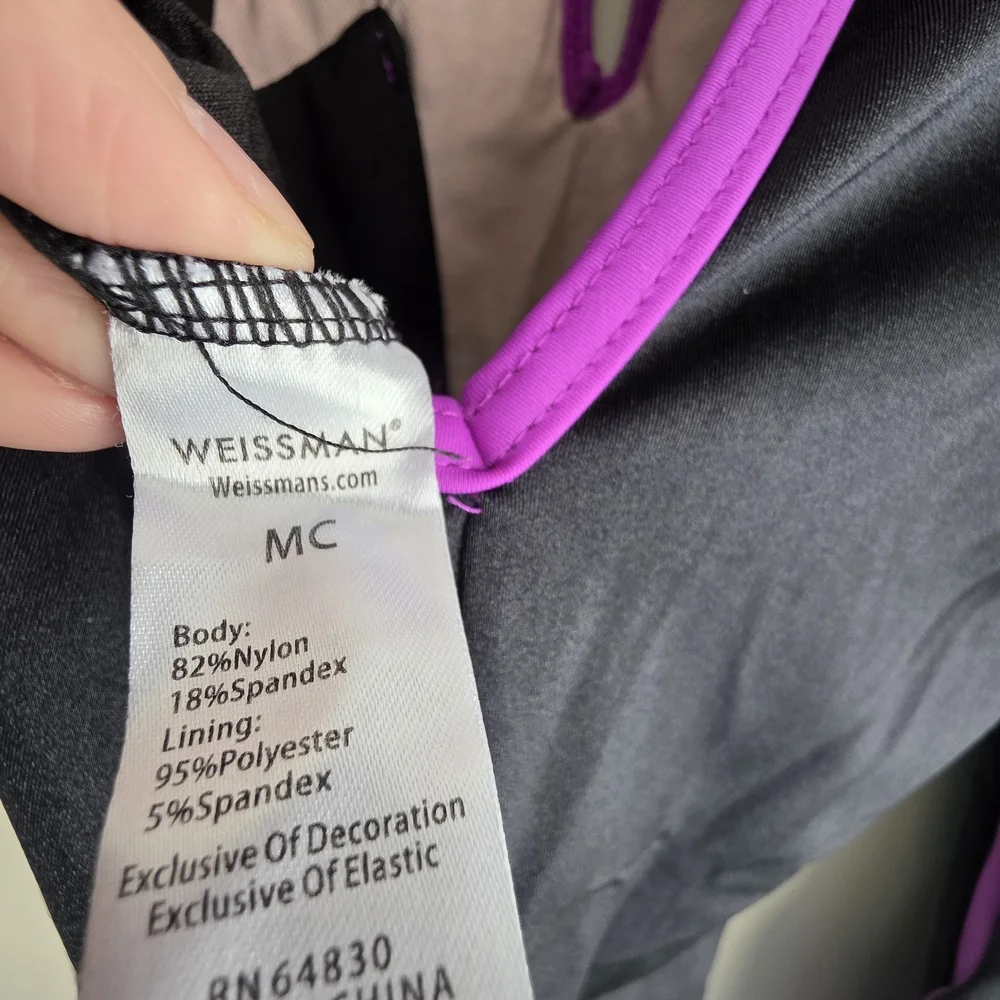 WEISSMAN®
Weissmans.com
MC
Body:
82%Nylon
18%Spandex
Lining:
95%Polyester
5%Spandex
Exclusive Of Decoration
Exclusive Of Elastic
RN 64830
CHINA